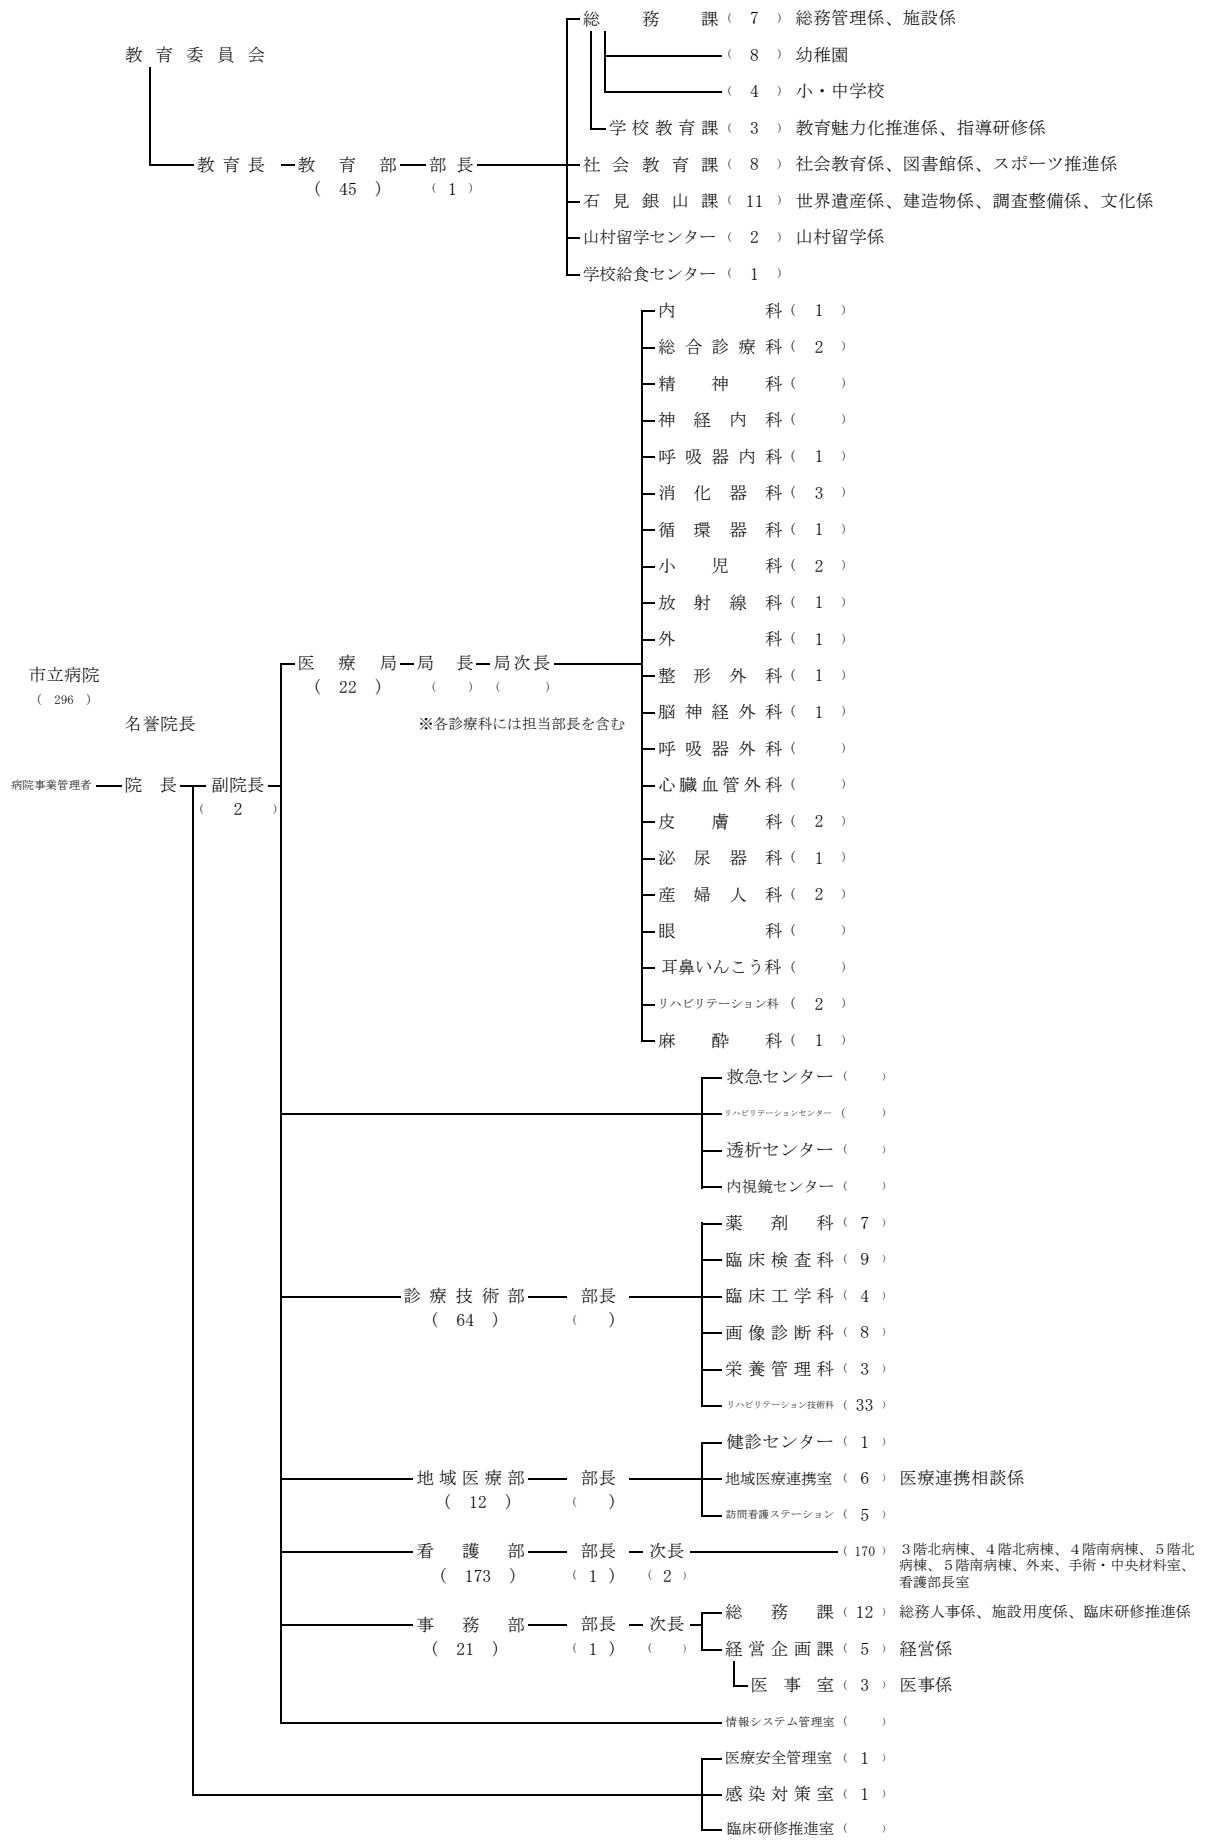 総務課（7）総務管理係、施設係
教育委員会（8）幼稚園
（4）小・中学校
学校教育課（3）教育魅力化推進係、指導研修係
教育長 教育部 部長 社会教育課（8）社会教育係、図書館係、スポーツ推進係
（45）（1）
石見銀山課（11）世界遺産係、建造物係、調査整備係、文化係
山村留学センター（2）山村留学係
学校給食センター（1）
内科（1）
総合診療科（2）
精神科（ ）
神経内科（ ）
呼吸器内科（1）
消化器科（3）
循環器科（1）
小児科（2）
放射線科（1）
外科（1）
医療局 局長 局次長
市立病院 整形外科（1）
（296）（22）（ ）（ ）
脳神経外科（1）
名誉院長 ※各診療科には担当部長を含む
呼吸器外科（ ）
病院事業管理者 院長 副院長 心臓血管外科（ ）
（2）
皮膚科（2）
泌尿器科（1）
産婦人科（2）
眼科（ ）
耳鼻いんこう科（ ）
リハビリテーション科（2）
麻酔科（1）
救急センター（ ）
リハビリテーションセンター（ ）
透析センター（ ）
内視鏡センター（ ）
薬剤科（7）
臨床検査科（9）
診療技術部 部長 臨床工学科（4）
（64）（ ）
画像診断科（8）
栄養管理科（3）
リハビリテーション技術科（33）
健診センター（1）
地域医療部 部長 地域医療連携室（6）医療連携相談係
（12）（ ）
訪問看護ステーション（5）
看護部 部長 次長（170）３階北病棟、４階北病棟、４階南病棟、５階北
病棟、５階南病棟、外来、手術・中央材料室、
（173）（1）（2）
看護部長室
総務課（12）総務人事係、施設用度係、臨床研修推進係
事務部 部長 次長
（21）（1）（ ）
経営企画課（5）経営係
医事室（3）医事係
情報システム管理室（ ）
医療安全管理室（1）
感染対策室（1）
臨床研修推進室（ ）